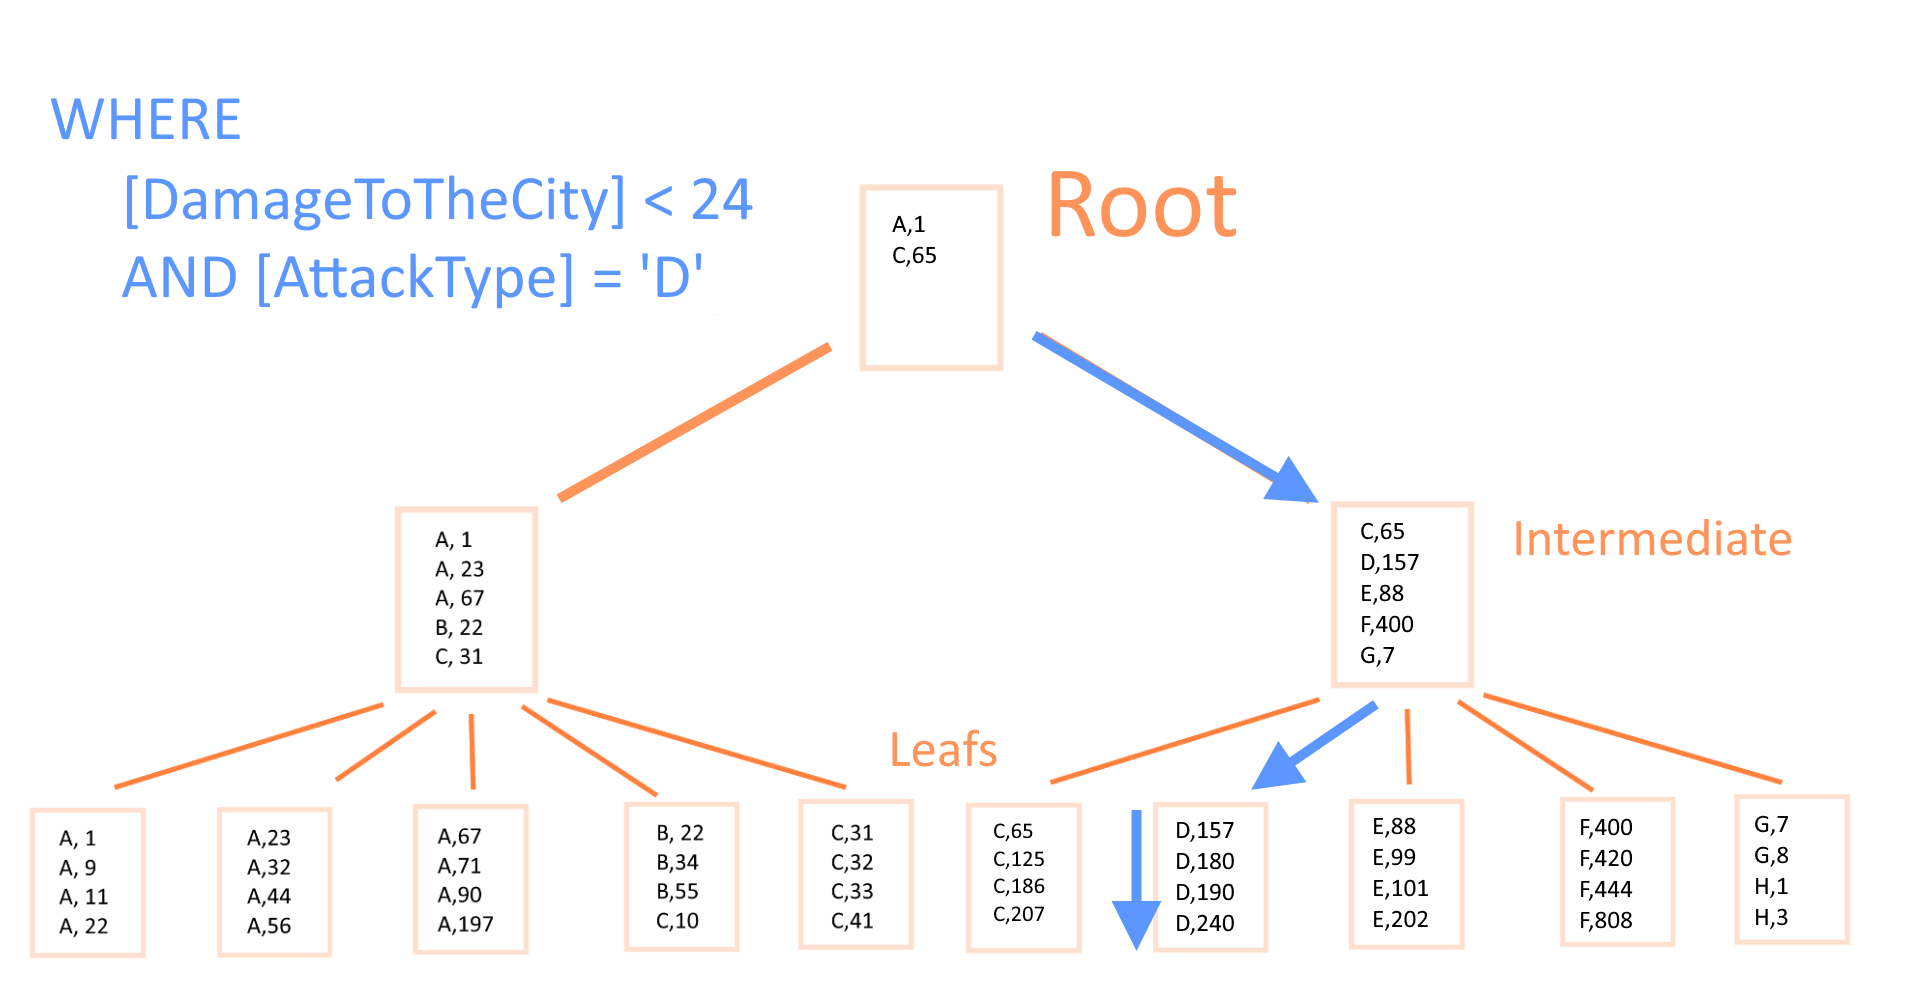 WHERE
[DamageToTheCity] < 24
AND [AttackType] = 'D'
Root
A,1
C,65
A, 1
A, 23
A, 67
B, 22
C, 31
C,65
D,157
E,88
F,400
G,7
Intermediate
Leafs
A, 1
A, 9
A, 11
A, 22
A,23
A,32
A,44
A,56
A,67
A,71
A,90
A,197
B, 22
B,34
B,55
C,10
C,31
C,32
C,33
C,41
C,65
C,125
C,186
C,207
D,157
D,180
D,190
D,240
E,88
E,99
E,101
E,202
F,400
F,420
F,444
F,808
G,7
G,8
H,1
H,3